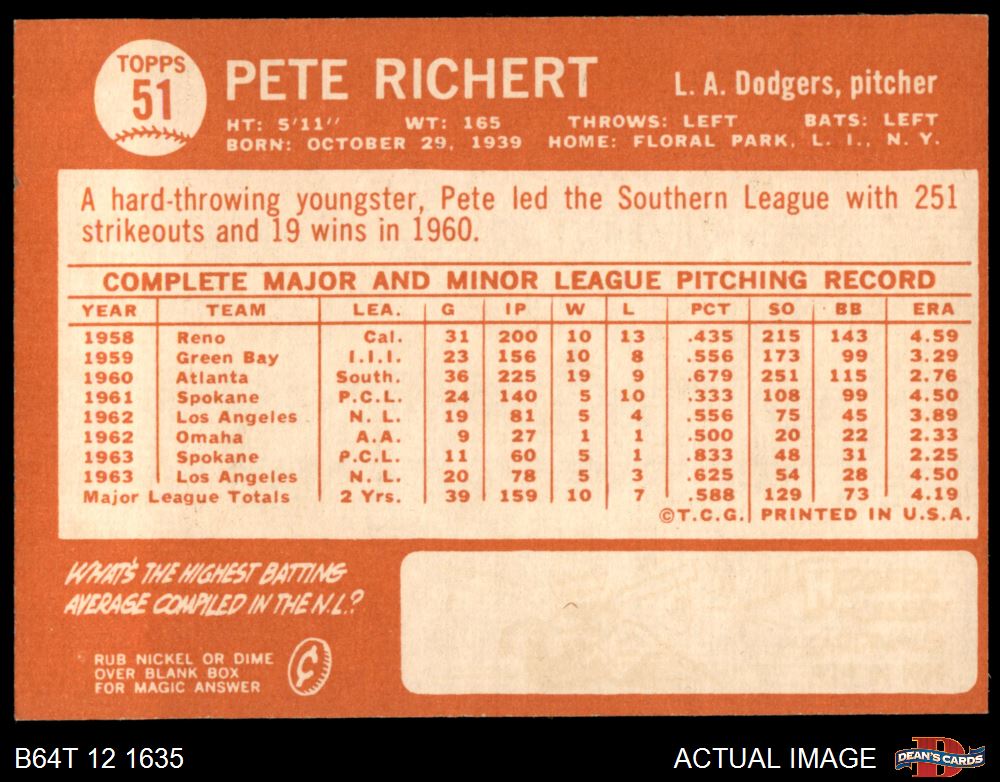 TOPPS
51
PETE RICHERT
L. A. Dodgers, pitcher
HT: 5'11" WT: 165 THROWS: LEFT BATS: LEFT
BORN: OCTOBER 29, 1939 HOME: FLORAL PARK, L. I., N. Y.
A hard-throwing youngster, Pete led the Southern League with 251
strikeouts and 19 wins in 1960.
COMPLETE MAJOR AND MINOR LEAGUE PITCHING RECORD
YEAR TEAM LEA. G IP W L PCT SO BB ERA
1958 Reno Cal. 31 200 10 13 .435 215 143 4.59
1959 Green Bay I.I.I. 23 156 10 8 .556 173 99 3.29
1960 Atlanta South. 36 225 19 9 .679 251 115 2.76
1961 Spokane P.C.L. 24 140 5 10 .333 108 99 4.50
1962 Los Angeles N. L. 19 81 5 4 .556 75 45 3.89
1962 Omaha A.A. 9 27 1 1 .500 20 22 2.33
1963 Spokane P.C.L. 11 60 5 1 .833 48 31 2.25
1963 Los Angeles N. L. 20 78 5 3 .625 54 28 4.50
Major League Totals 2 Yrs. 39 159 10 7 .588 129 73 4.19
©T.C.G. PRINTED IN U.S.A.
WHAT'S THE HIGHEST BATTING
AVERAGE COMPILED IN THE N.L.?
RUB NICKEL OR DIME
OVER BLANK BOX
FOR MAGIC ANSWER
¢
B64T 12 1635
ACTUAL IMAGE
D
DEAN'S CARDS